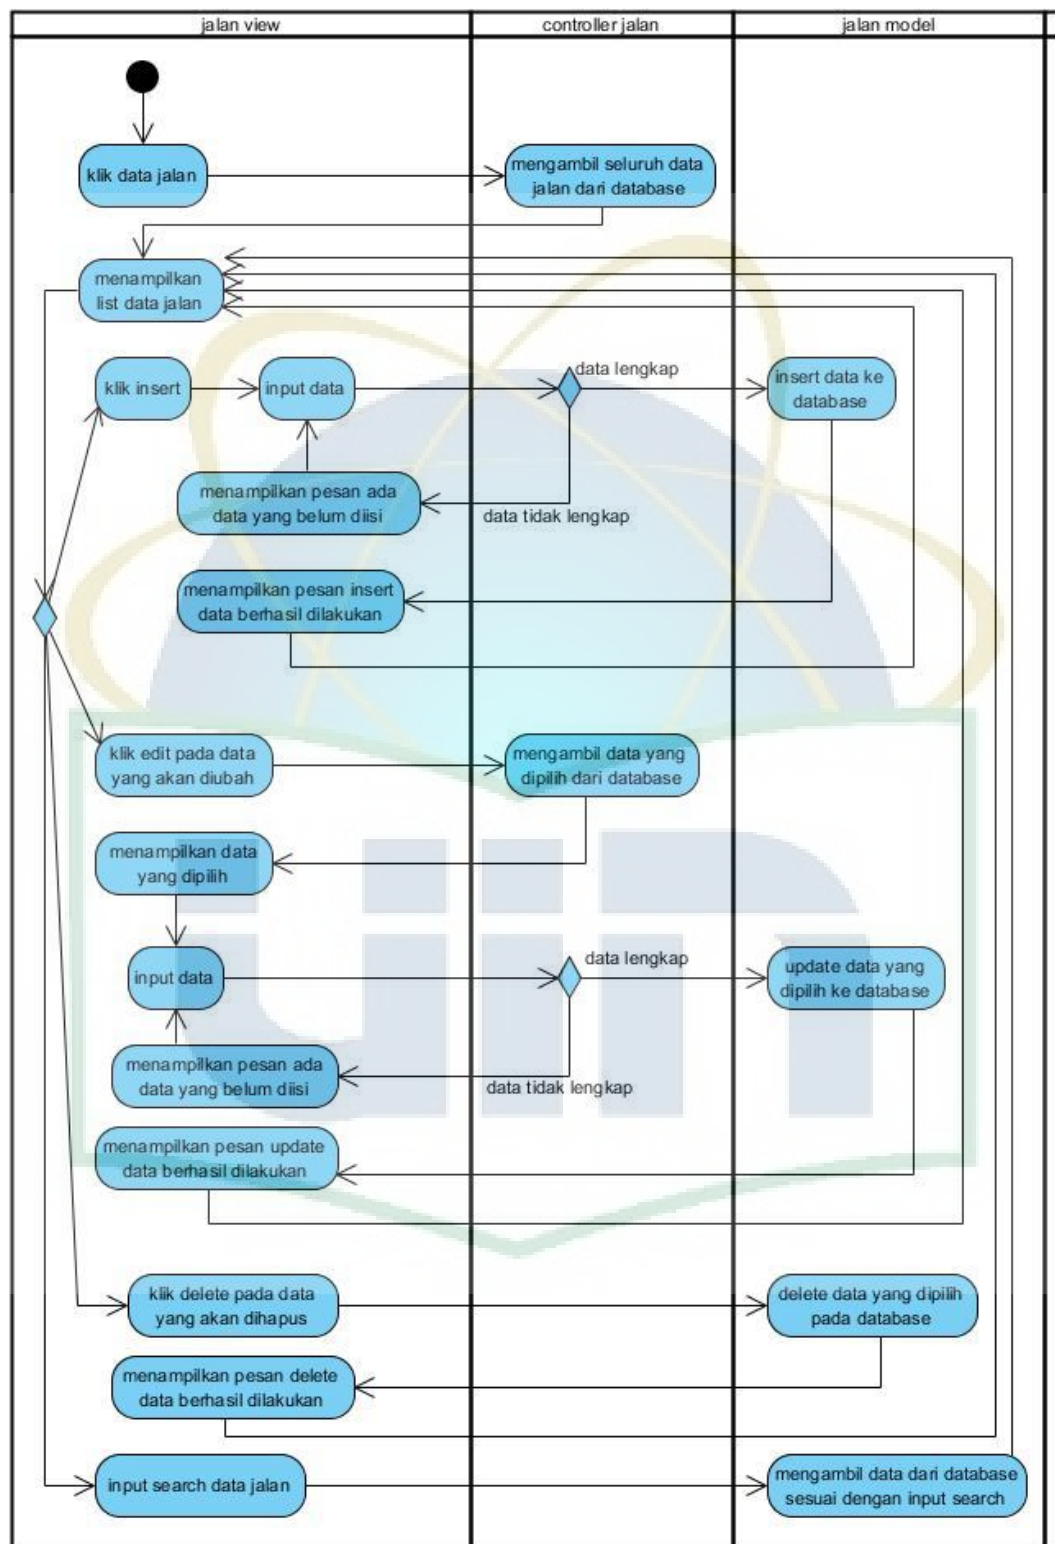 jalan view
controller jalan
jalan model
klik data jalan
mengambil seluruh data
jalan dari database
menampilkan
list data jalan
klik insert
input data
data lengkap
insert data ke
database
menampilkan pesan ada
data yang belum diisi
data tidak lengkap
menampilkan pesan insert
data berhasil dilakukan
klik edit pada data
yang akan diubah
mengambil data yang
dipilih dari database
menampilkan data
yang dipilih
input data
data lengkap
update data yang
dipilih ke database
menampilkan pesan ada
data yang belum diisi
data tidak lengkap
menampilkan pesan update
data berhasil dilakukan
klik delete pada data
yang akan dihapus
delete data yang dipilih
pada database
menampilkan pesan delete
data berhasil dilakukan
input search data jalan
mengambil data dari database
sesuai dengan input search
uin